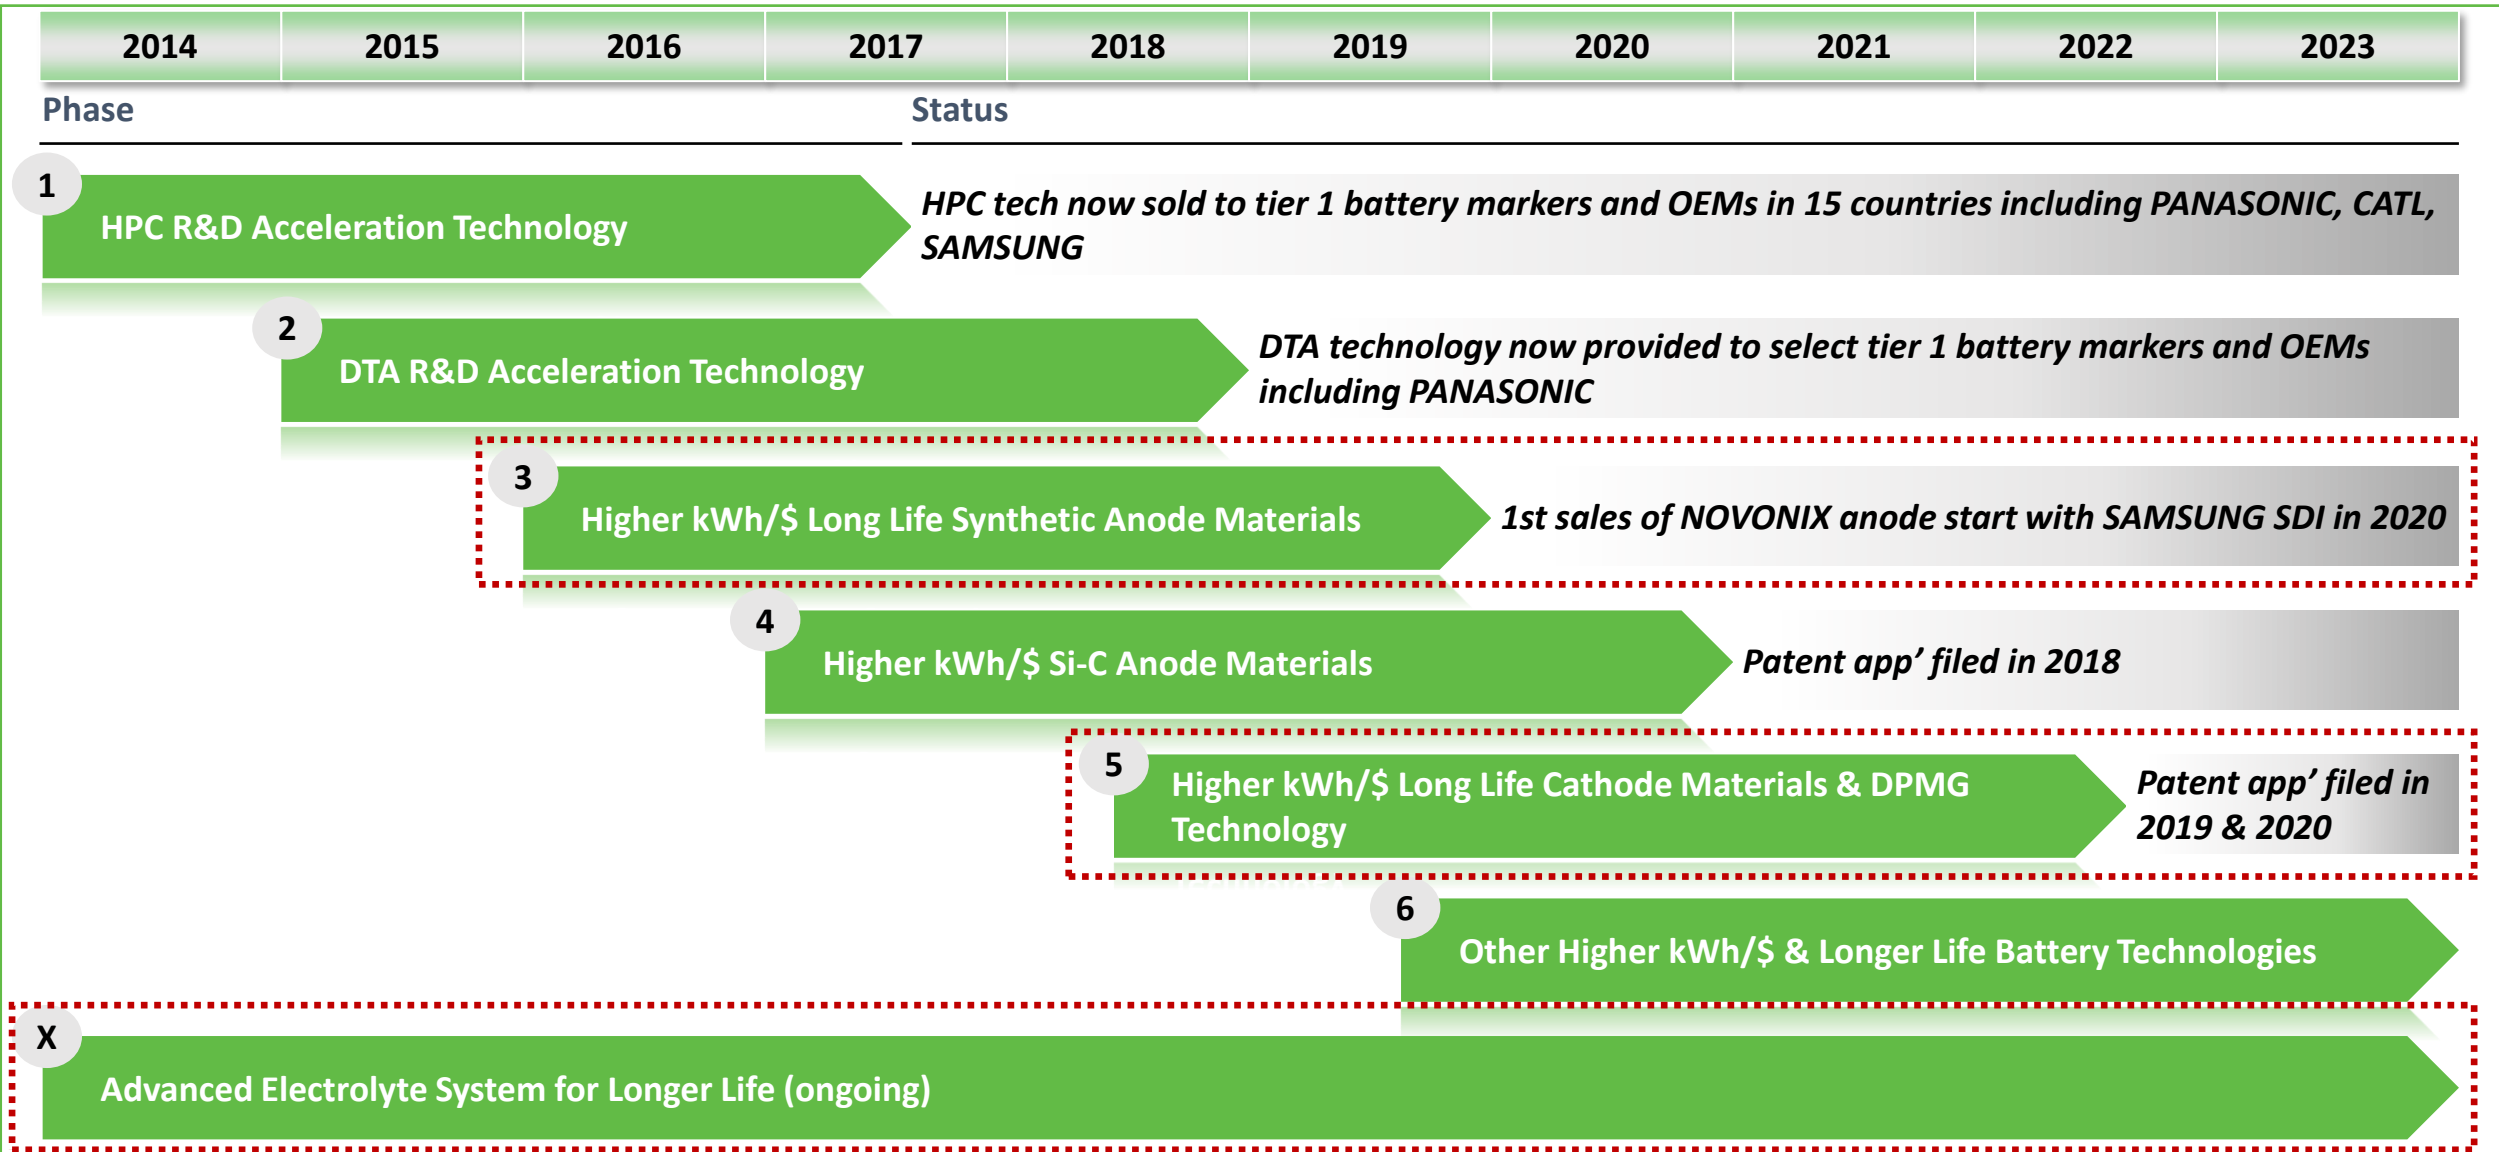 2014 2015 2016 2017 2018 2019 2020 2021 2022 2023
Phase Status
1
HPC R&D Acceleration Technology
HPC tech now sold to tier 1 battery markers and OEMs in 15 countries including PANASONIC, CATL,
SAMSUNG
2
DTA R&D Acceleration Technology
DTA technology now provided to select tier 1 battery markers and OEMs
including PANASONIC
3
Higher kWh/$ Long Life Synthetic Anode Materials
1st sales of NOVONIX anode start with SAMSUNG SDI in 2020
4
Higher kWh/$ Si-C Anode Materials
Patent app’ filed in 2018
5
Higher kWh/$ Long Life Cathode Materials & DPMG
Technology
Patent app’ filed in
2019 & 2020
6
Other Higher kWh/$ & Longer Life Battery Technologies
X
Advanced Electrolyte System for Longer Life (ongoing)